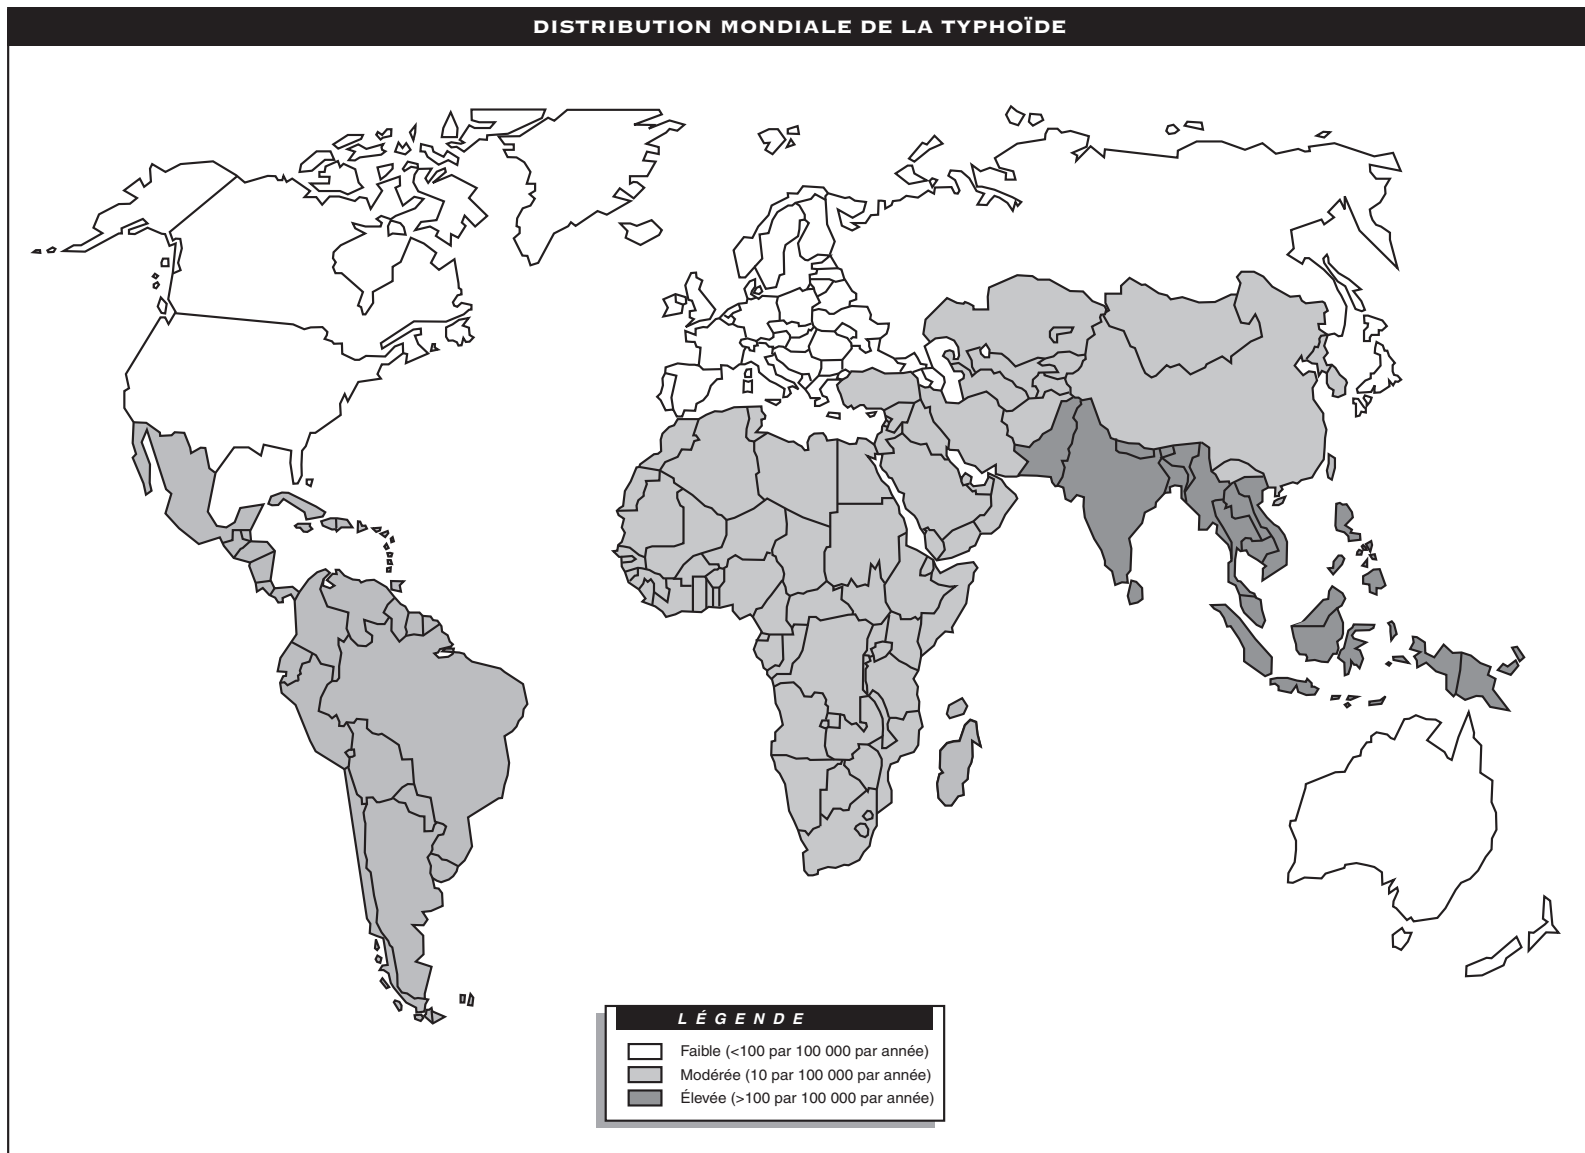 DISTRIBUTION MONDIALE DE LA TYPHOÏDE
LÉGENDE
Faible (<100 par 100 000 par année)
Modérée (10 par 100 000 par année)
Élevée (>100 par 100 000 par année)